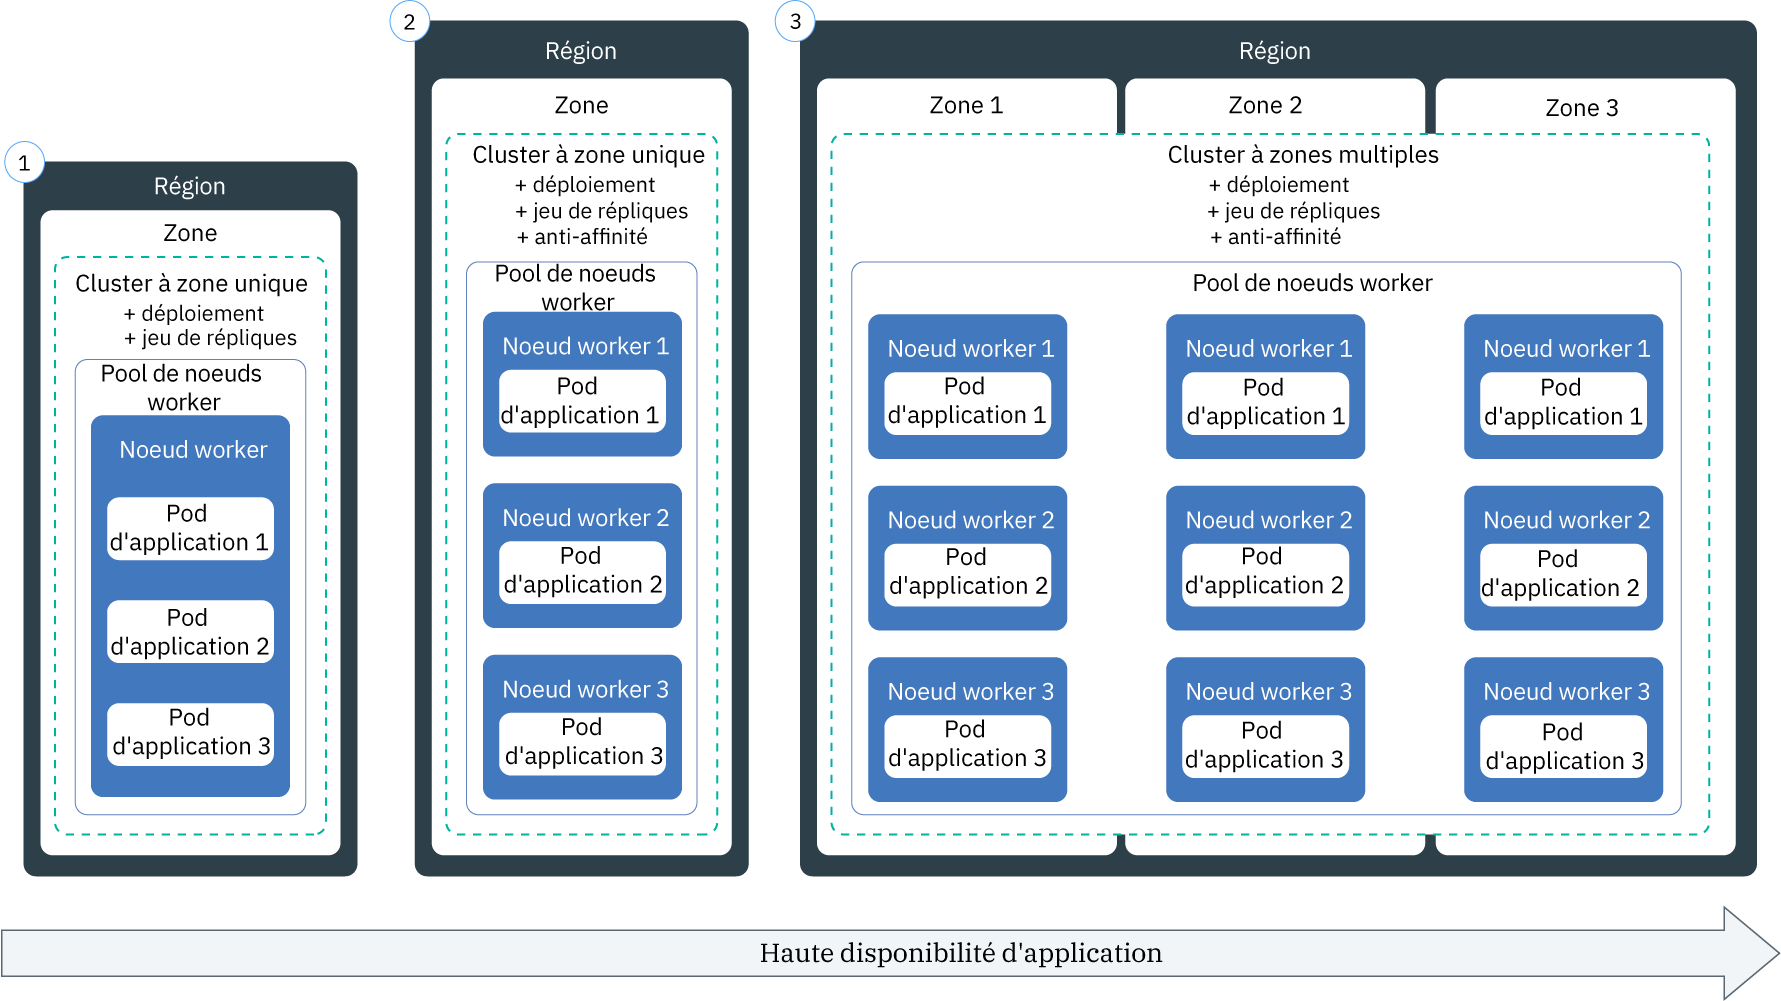 1
Région
Zone
Cluster à zone unique
+ déploiement
+ jeu de répliques
Pool de noeuds
worker
Noeud worker
Pod
d'application 1
Pod
d'application 2
Pod
d'application 3
2
Région
Zone
Cluster à zone unique
+ déploiement
+ jeu de répliques
+ anti-affinité
Pool de noeuds
worker
Noeud worker 1
Pod
d'application 1
Noeud worker 2
Pod
d'application 2
Noeud worker 3
Pod
d'application 3
3
Région
Zone 1
Zone 2
Zone 3
Cluster à zones multiples
+ déploiement
+ jeu de répliques
+ anti-affinité
Pool de noeuds worker
Noeud worker 1
Pod
d'application 1
Noeud worker 1
Pod
d'application 1
Noeud worker 1
Pod
d'application 1
Noeud worker 2
Pod
d'application 2
Noeud worker 2
Pod
d'application 2
Noeud worker 2
Pod
d'application 2
Noeud worker 3
Pod
d'application 3
Noeud worker 3
Pod
d'application 3
Noeud worker 3
Pod
d'application 3
Haute disponibilité d'application